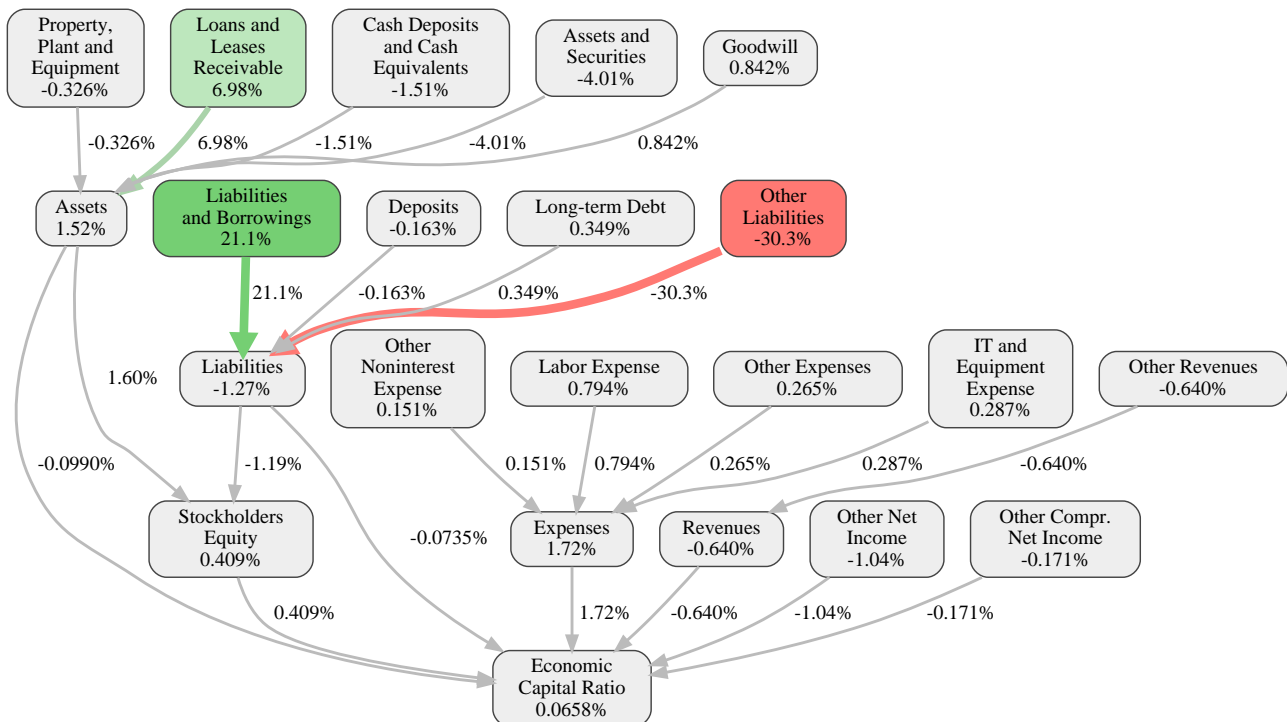 Property,
Plant and
Equipment
-0.326%
Loans and
Leases
Receivable
6.98%
Cash Deposits
and Cash
Equivalents
-1.51%
Assets and
Securities
-4.01%
Goodwill
0.842%
-0.326%
6.98%
-1.51%
-4.01%
0.842%
Assets
1.52%
Liabilities
and Borrowings
21.1%
Deposits
-0.163%
Long-term Debt
0.349%
Other
Liabilities
-30.3%
21.1%
-0.163%
0.349%
-30.3%
Liabilities
-1.27%
Other
Noninterest
Expense
0.151%
Labor Expense
0.794%
Other Expenses
0.265%
IT and
Equipment
Expense
0.287%
Other Revenues
-0.640%
1.60%
-0.0990%
-1.19%
0.151%
0.794%
0.265%
0.287%
-0.640%
Stockholders
Equity
0.409%
-0.0735%
Expenses
1.72%
Revenues
-0.640%
Other Net
Income
-1.04%
Other Compr.
Net Income
-0.171%
0.409%
1.72%
-0.640%
-1.04%
-0.171%
Economic
Capital Ratio
0.0658%